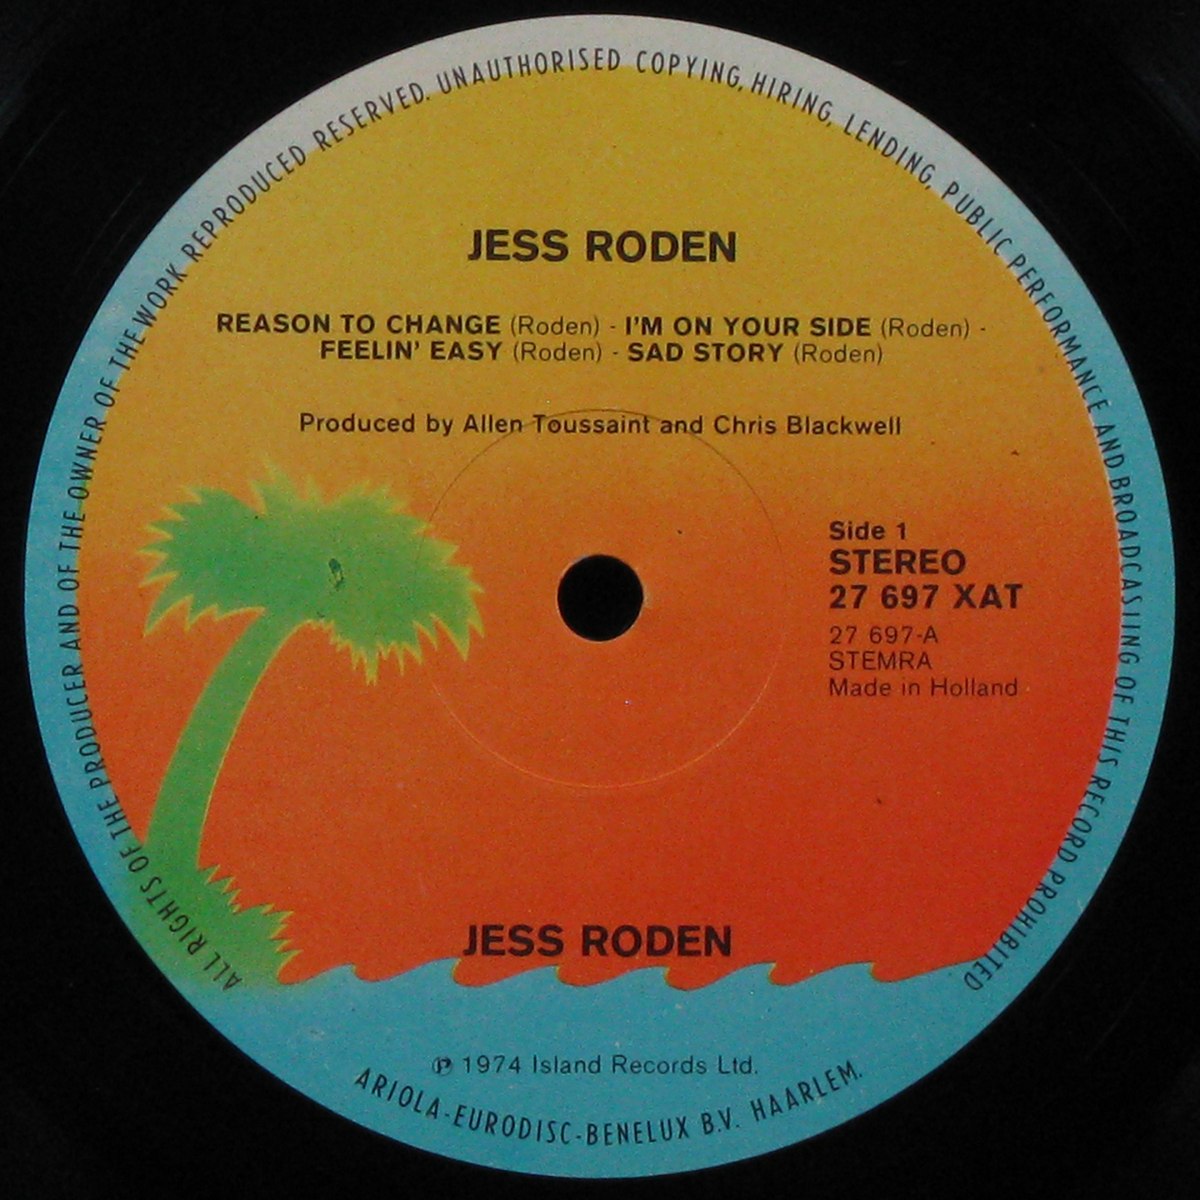 ALL RIGHTS OF THE PRODUCER AND OF THE OWNER OF THE WORK REPRODUCED RESERVED. UNAUTHORISED COPYING, HIRING, LENDING, PUBLIC PERFORMANCE AND BROADCASTING OF THIS RECORD PROHIBITED
JESS RODEN
REASON TO CHANGE (Roden) - I'M ON YOUR SIDE (Roden) -
FEELIN' EASY (Roden) - SAD STORY (Roden)
Produced by Allen Toussaint and Chris Blackwell
Side 1
STEREO
27 697 XAT
27 697-A
STEMRA
Made in Holland
JESS RODEN
℗ 1974 Island Records Ltd.
ARIOLA-EURODISC-BENELUX B.V. HAARLEM.